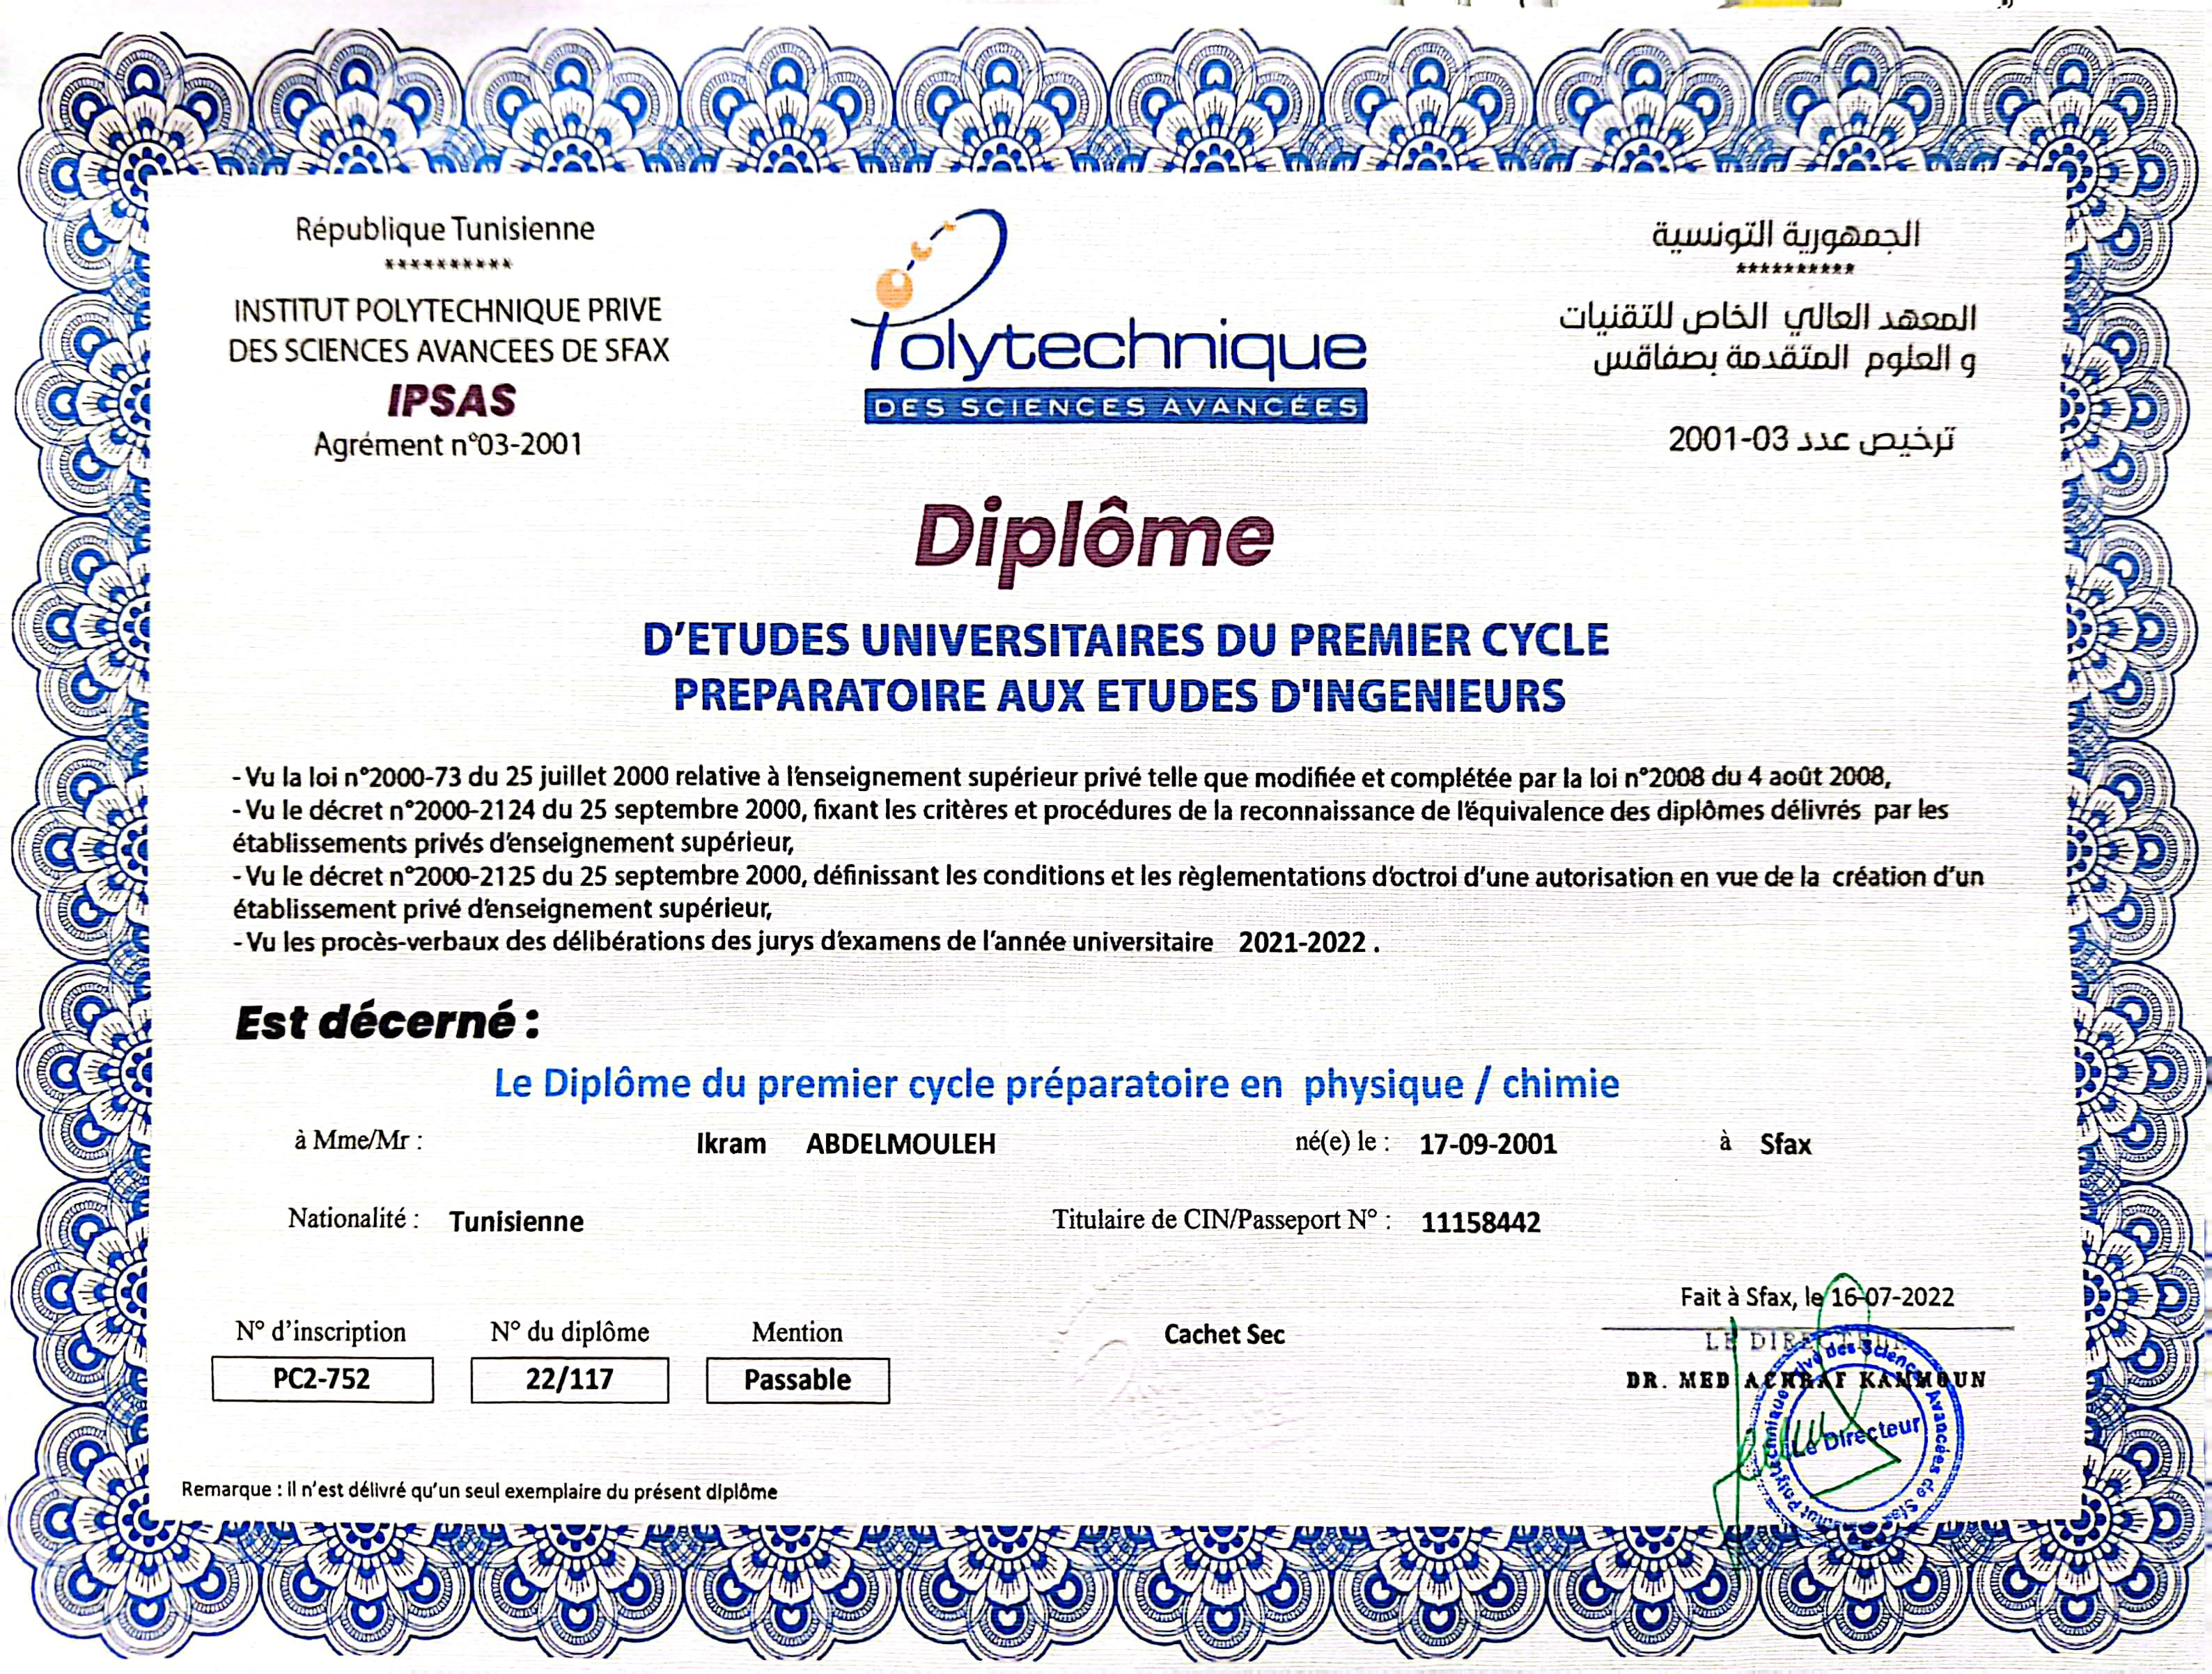 République Tunisienne
**********
INSTITUT POLYTECHNIQUE PRIVE
DES SCIENCES AVANCEES DE SFAX
IPSAS
Agrément n°03-2001
Polytechnique
DES SCIENCES AVANCÉES
الجمهورية التونسية
**********
المعهد العالي الخاص للتقنيات
و العلوم المتقدمة بصفاقس
ترخيص عدد 03-2001
Diplôme
D'ETUDES UNIVERSITAIRES DU PREMIER CYCLE
PREPARATOIRE AUX ETUDES D'INGENIEURS
- Vu la loi n°2000-73 du 25 juillet 2000 relative à l'enseignement supérieur privé telle que modifiée et complétée par la loi n°2008 du 4 août 2008,
- Vu le décret n°2000-2124 du 25 septembre 2000, fixant les critères et procédures de la reconnaissance de l'équivalence des diplômes délivrés par les
établissements privés d'enseignement supérieur,
- Vu le décret n°2000-2125 du 25 septembre 2000, définissant les conditions et les règlementations d'octroi d'une autorisation en vue de la création d'un
établissement privé d'enseignement supérieur,
- Vu les procès-verbaux des délibérations des jurys d'examens de l'année universitaire 2021-2022 .
Est décerné :
Le Diplôme du premier cycle préparatoire en physique / chimie
à Mme/Mr : Ikram ABDELMOULEH né(e) le : 17-09-2001 à Sfax
Nationalité : Tunisienne Titulaire de CIN/Passeport N° : 11158442
Fait à Sfax, le 16-07-2022
N° d'inscription N° du diplôme Mention Cachet Sec
LE DIRECTEUR
PC2-752 22/117 Passable
DR. MED ACHRAF KAMMOUN
Institut Polytechnique Privé des Sciences Avancées de Sfax
Le Directeur
Remarque : il n'est délivré qu'un seul exemplaire du présent diplôme